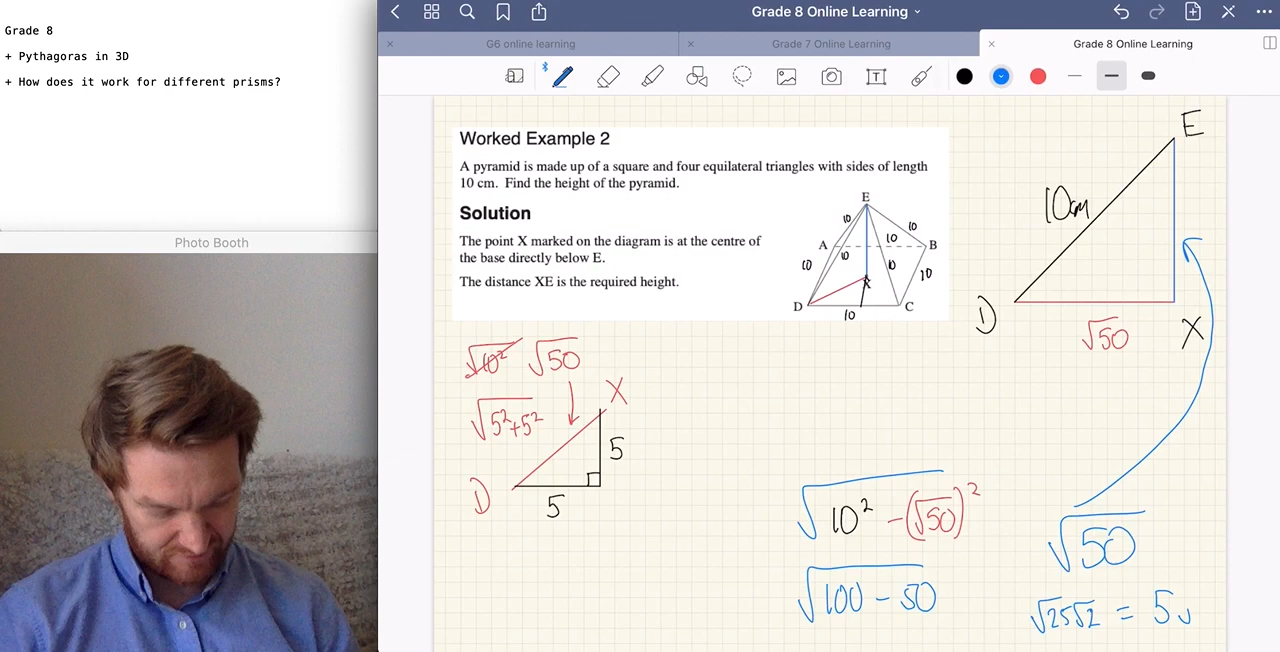 Grade 8
+ Pythagoras in 3D
+ How does it work for different prisms?
Photo Booth
Grade 8 Online Learning
G6 online learning
Grade 7 Online Learning
Grade 8 Online Learning
T
Worked Example 2
A pyramid is made up of a square and four equilateral triangles with sides of length
10 cm. Find the height of the pyramid.
Solution
The point X marked on the diagram is at the centre of
the base directly below E.
The distance XE is the required height.
E
10
10
A
10
10
B
10
10
10
X
D
10
C
E
10cm
D
√50
X
√10² √50
√5²+5²
X
5
D
5
√10² -(√50)²
√100 - 50
√50
√25√2 = 5√